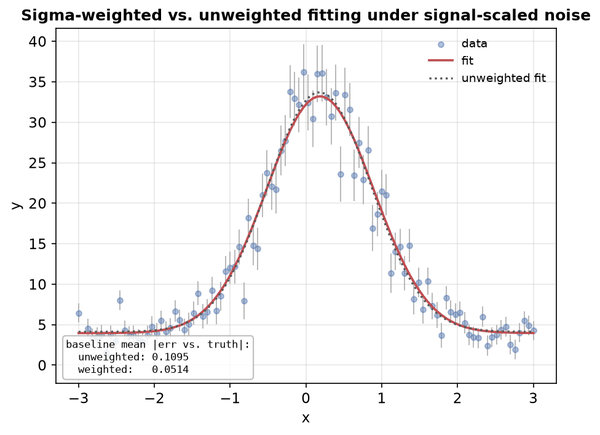 Sigma-weighted vs. unweighted fitting under signal-scaled noise
40
35
30
25
20
15
10
5
0
y
data
fit
unweighted fit
baseline mean |err vs. truth|:
unweighted: 0.1095
weighted: 0.0514
−3
−2
−1
0
1
2
3
x